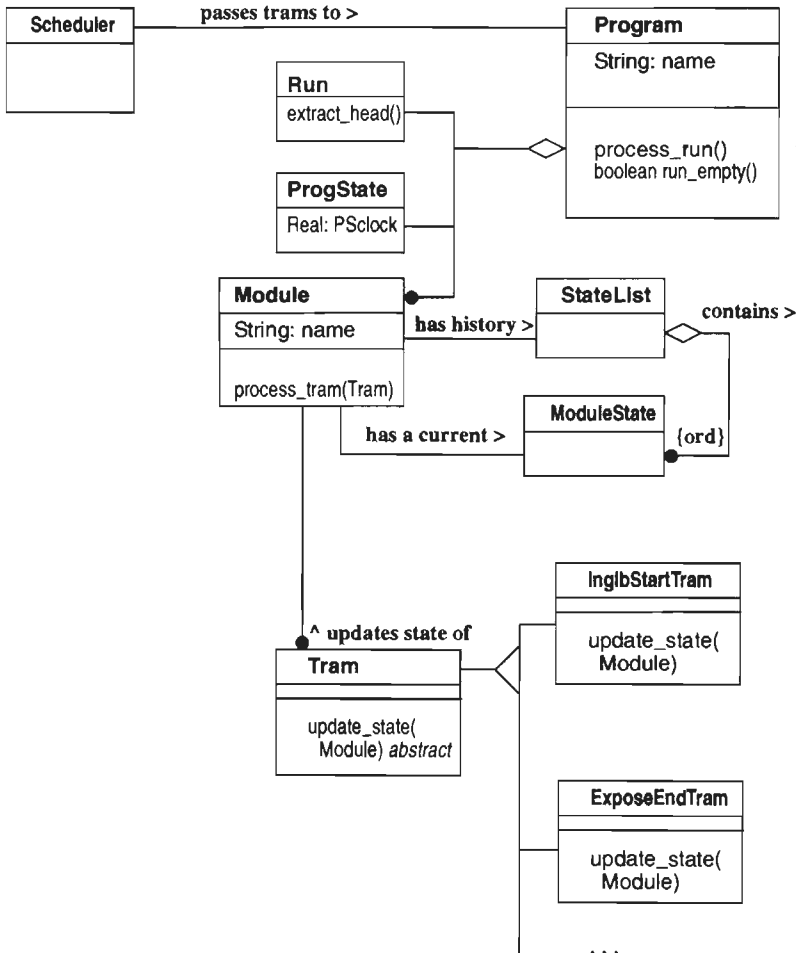 passes trams to >
Scheduler
Program
String: name
process_run()
boolean run_empty()
Run
extract_head()
ProgState
Real: PSclock
Module
String: name
process_tram(Tram)
has history >
StateList
contains >
has a current >
ModuleState
{ord}
^ updates state of
Tram
update_state(
Module) abstract
InglbStartTram
update_state(
Module)
ExposeEndTram
update_state(
Module)